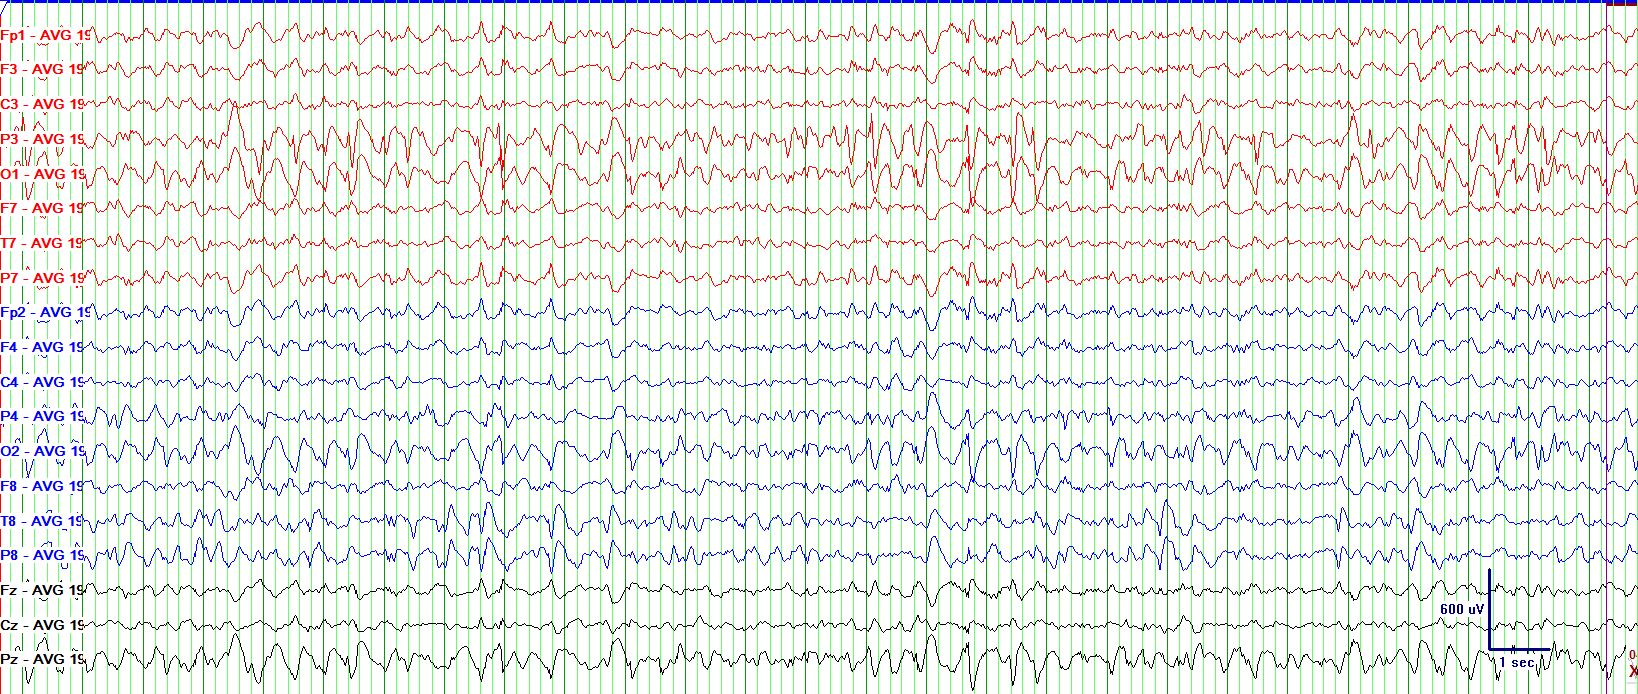 Fp1 - AVG 19
F3 - AVG 19
C3 - AVG 19
P3 - AVG 19
O1 - AVG 19
F7 - AVG 19
T7 - AVG 19
P7 - AVG 19
Fp2 - AVG 19
F4 - AVG 19
C4 - AVG 19
P4 - AVG 19
O2 - AVG 19
F8 - AVG 19
T8 - AVG 19
P8 - AVG 19
Fz - AVG 19
Cz - AVG 19
Pz - AVG 19
600 uV
1 sec
0
X